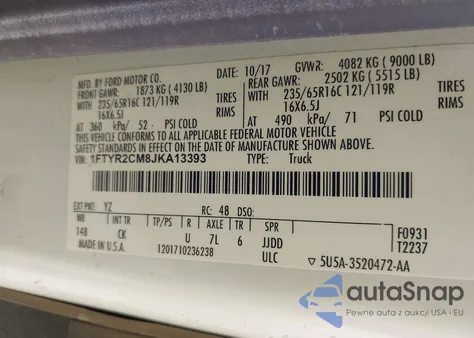 MFD. BY FORD MOTOR CO.
10/17 GVWR: 4082 KG ( 9000 LB)
FRONT GAWR: 1873 KG ( 4130 LB) REAR GAWR: 2502 KG ( 5515 LB)
WITH WITH
235/65R16C 121/119R TIRES 235/65R16C 121/119R TIRES
16X6.5J RIMS 16X6.5J RIMS
AT 360 kPa/ 52 PSI COLD AT 490 kPa/ 71 PSI COLD
THIS VEHICLE CONFORMS TO ALL APPLICABLE FEDERAL MOTOR VEHICLE
SAFETY STANDARDS IN EFFECT ON THE DATE OF MANUFACTURE SHOWN ABOVE.
VIN: 1FTYR2CM8JKA13393 TYPE: Truck
EXT PNT: YZ RC: 48 DSO:
WB INT TR TP/PS R AXLE TR SPR
148 CK U 7L 6 JJDD
F0931
T2237
MADE IN U.S.A. 1201710236238 ULC ▽ 5U5A-3520472-AA
autoSnap
Pewne auta z USA i EU